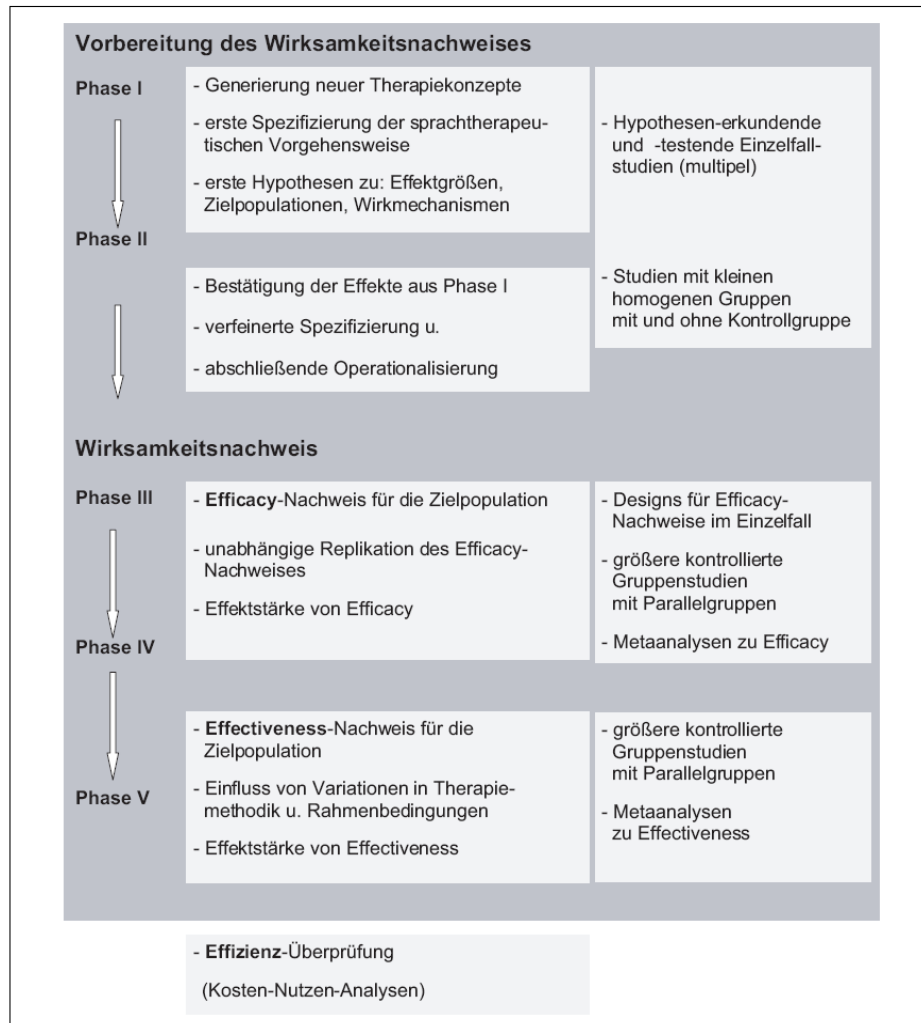 Vorbereitung des Wirksamkeitsnachweises
Phase I
- Generierung neuer Therapiekonzepte
- erste Spezifizierung der sprachtherapeu-
tischen Vorgehensweise
- erste Hypothesen zu: Effektgrößen,
Zielpopulationen, Wirkmechanismen
- Hypothesen-erkundende
und -testende Einzelfall-
studien (multipel)
Phase II
- Bestätigung der Effekte aus Phase I
- verfeinerte Spezifizierung u.
- abschließende Operationalisierung
- Studien mit kleinen
homogenen Gruppen
mit und ohne Kontrollgruppe
Wirksamkeitsnachweis
Phase III
- Efficacy-Nachweis für die Zielpopulation
- unabhängige Replikation des Efficacy-
Nachweises
- Effektstärke von Efficacy
- Designs für Efficacy-
Nachweise im Einzelfall
- größere kontrollierte
Gruppenstudien
mit Parallelgruppen
- Metaanalysen zu Efficacy
Phase IV
- Effectiveness-Nachweis für die
Zielpopulation
- Einfluss von Variationen in Therapie-
methodik u. Rahmenbedingungen
- Effektstärke von Effectiveness
- größere kontrollierte
Gruppenstudien
mit Parallelgruppen
- Metaanalysen
zu Effectiveness
Phase V
- Effizienz-Überprüfung
(Kosten-Nutzen-Analysen)